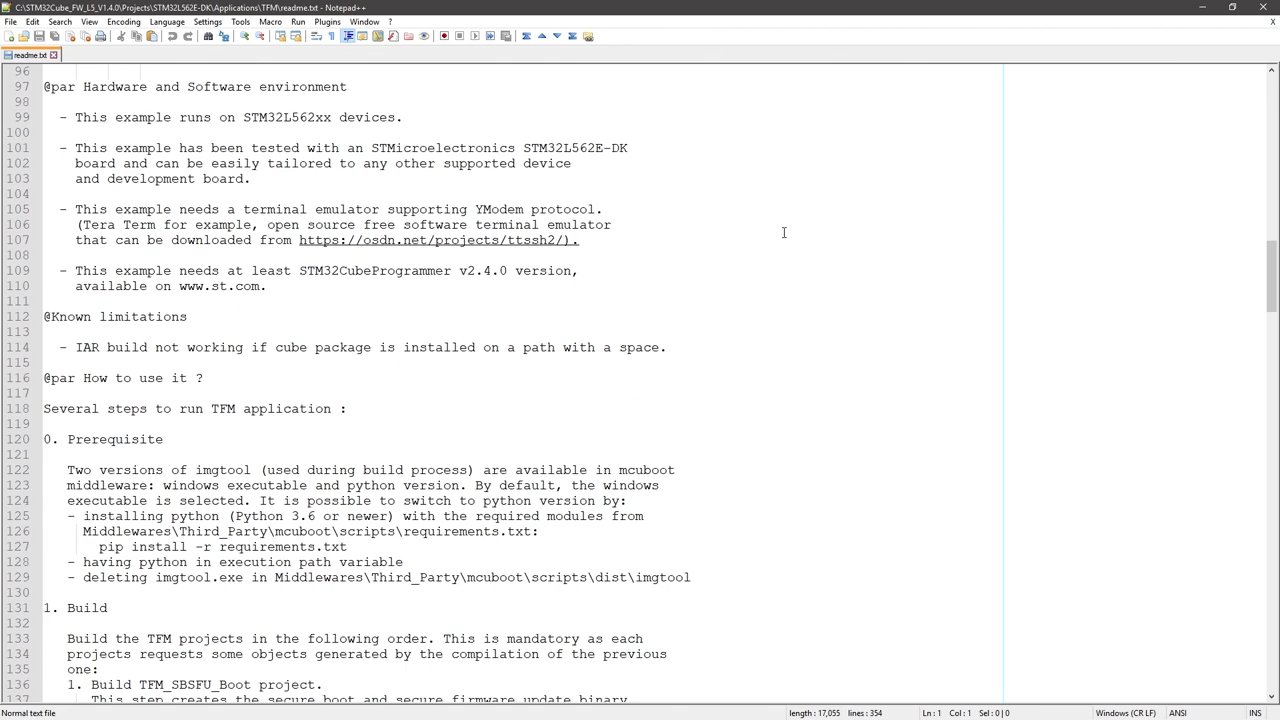 C:\STM32Cube_FW_L5_V1.4.0\Projects\STM32L562E-DK\Applications\TFM\readme.txt - Notepad++
File Edit Search View Encoding Language Settings Tools Macro Run Plugins Window ?
readme.txt
96
97 @par Hardware and Software environment
98
99 - This example runs on STM32L562xx devices.
100
101 - This example has been tested with an STMicroelectronics STM32L562E-DK
102 board and can be easily tailored to any other supported device
103 and development board.
104
105 - This example needs a terminal emulator supporting YModem protocol.
106 (Tera Term for example, open source free software terminal emulator
107 that can be downloaded from https://osdn.net/projects/ttssh2/).
108
109 - This example needs at least STM32CubeProgrammer v2.4.0 version,
110 available on www.st.com.
111
112 @Known limitations
113
114 - IAR build not working if cube package is installed on a path with a space.
115
116 @par How to use it ?
117
118 Several steps to run TFM application :
119
120 0. Prerequisite
121
122 Two versions of imgtool (used during build process) are available in mcuboot
123 middleware: windows executable and python version. By default, the windows
124 executable is selected. It is possible to switch to python version by:
125 - installing python (Python 3.6 or newer) with the required modules from
126 Middlewares\Third_Party\mcuboot\scripts\requirements.txt:
127 pip install -r requirements.txt
128 - having python in execution path variable
129 - deleting imgtool.exe in Middlewares\Third_Party\mcuboot\scripts\dist\imgtool
130
131 1. Build
132
133 Build the TFM projects in the following order. This is mandatory as each
134 projects requests some objects generated by the compilation of the previous
135 one:
136 1. Build TFM_SBSFU_Boot project.
137 This step creates the secure boot and secure firmware update binary
Normal text file length : 17,055 lines : 354 Ln : 1 Col : 1 Sel : 0 | 0 Windows (CR LF) ANSI INS